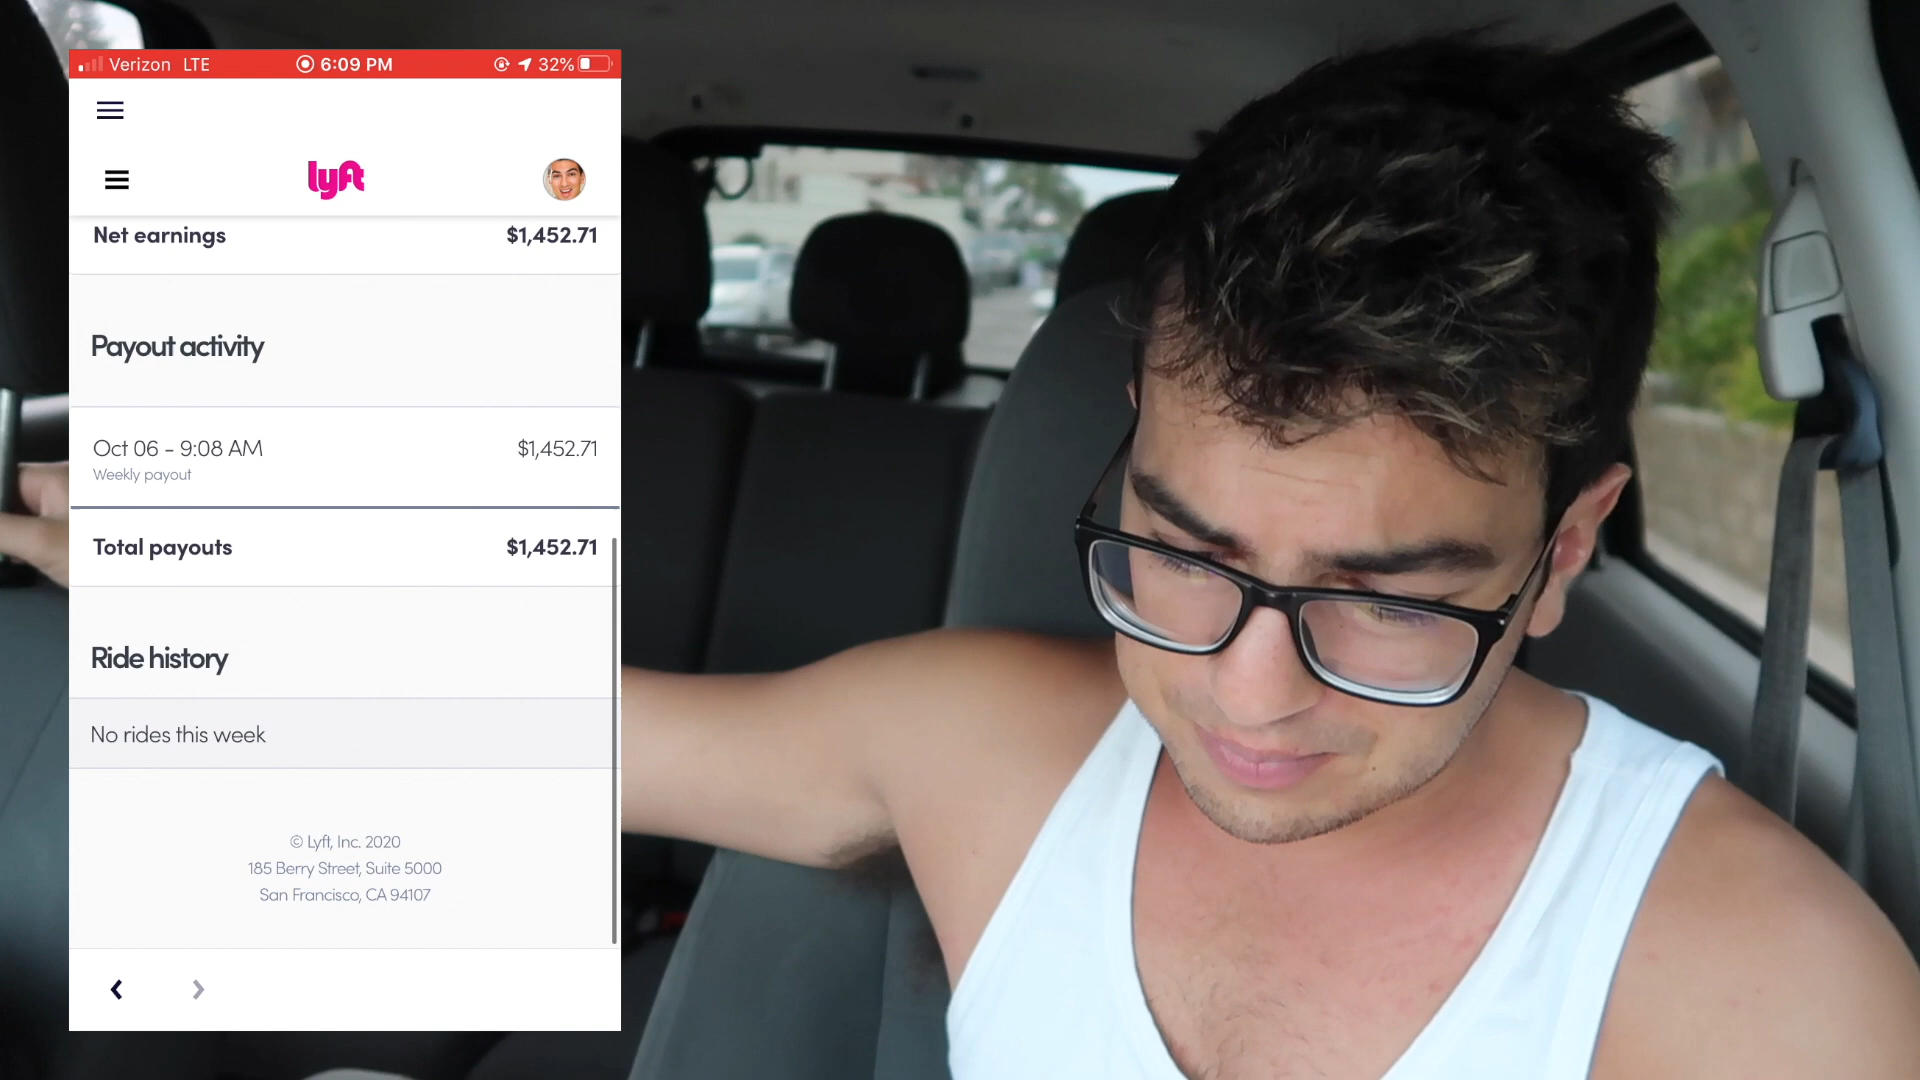 Verizon LTE 6:09 PM 32%
lyft
Net earnings $1,452.71
Payout activity
Oct 06 - 9:08 AM $1,452.71
Weekly payout
Total payouts $1,452.71
Ride history
No rides this week
© Lyft, Inc. 2020
185 Berry Street, Suite 5000
San Francisco, CA 94107